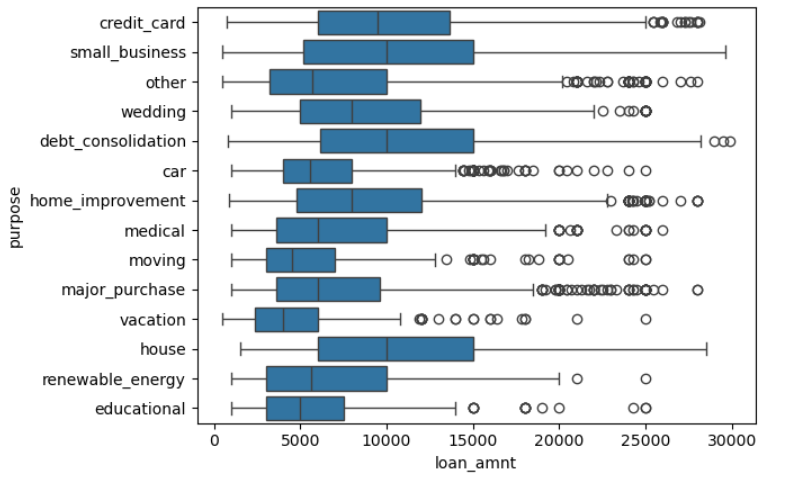 credit_card
small_business
other
wedding
debt_consolidation
car
home_improvement
medical
moving
major_purchase
vacation
house
renewable_energy
educational
purpose
0 5000 10000 15000 20000 25000 30000
loan_amnt